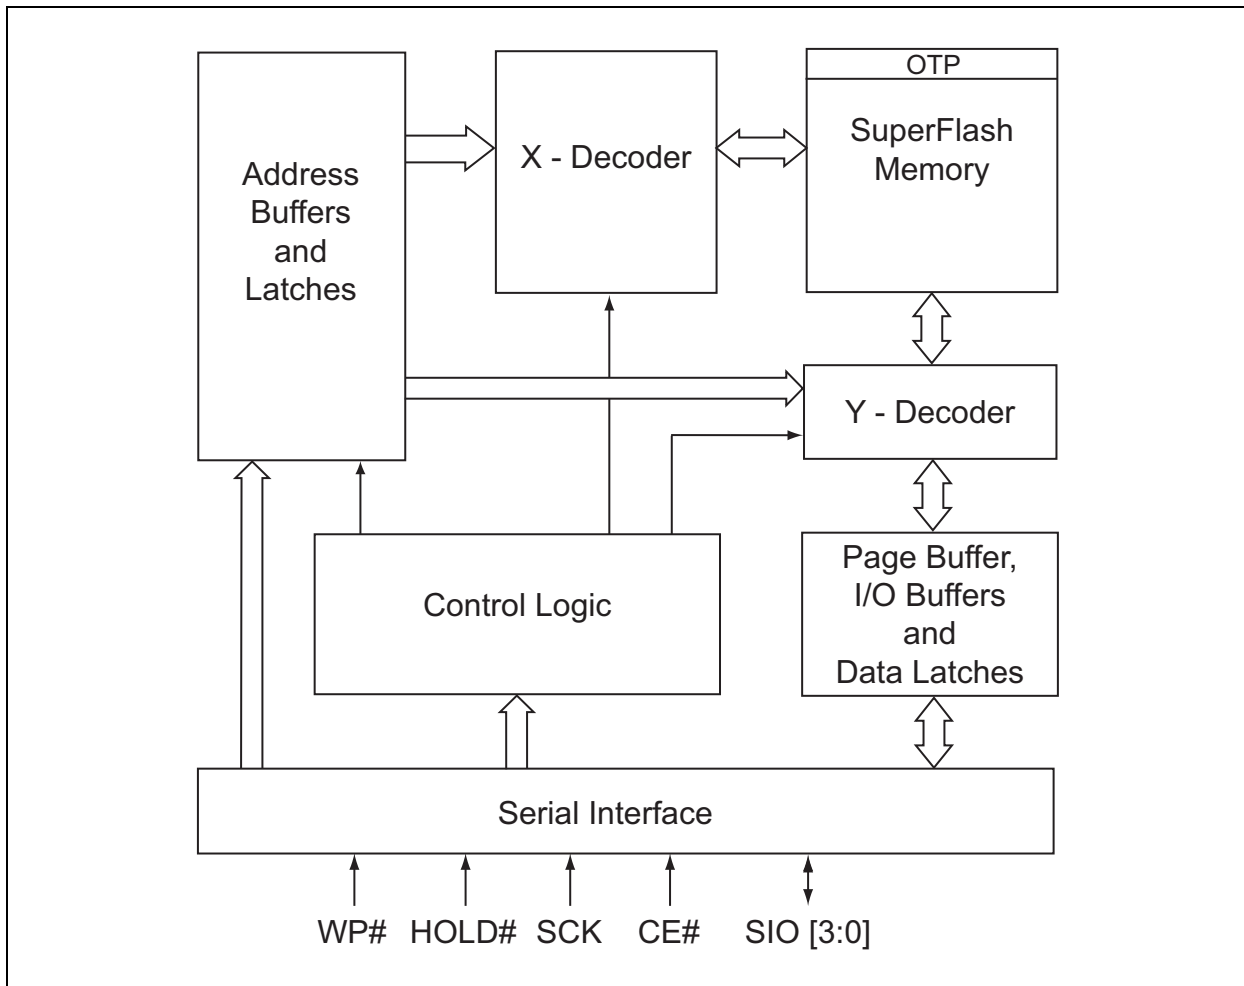 OTP
SuperFlash
Memory
X - Decoder
Address
Buffers
and
Latches
Y - Decoder
Page Buffer,
I/O Buffers
and
Data Latches
Control Logic
Serial Interface
WP# HOLD# SCK CE# SIO [3:0]